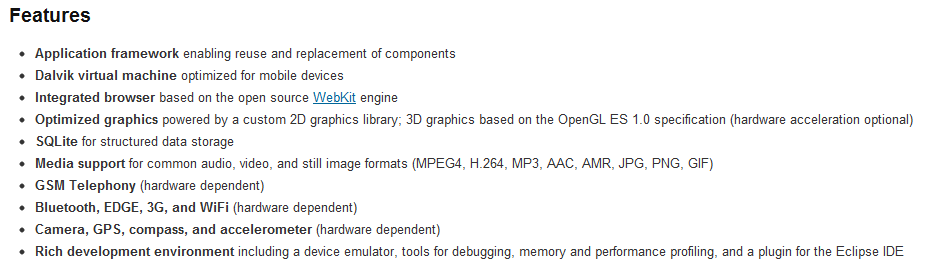 Features
Application framework enabling reuse and replacement of components
Dalvik virtual machine optimized for mobile devices
Integrated browser based on the open source WebKit engine
Optimized graphics powered by a custom 2D graphics library; 3D graphics based on the OpenGL ES 1.0 specification (hardware acceleration optional)
SQLite for structured data storage
Media support for common audio, video, and still image formats (MPEG4, H.264, MP3, AAC, AMR, JPG, PNG, GIF)
GSM Telephony (hardware dependent)
Bluetooth, EDGE, 3G, and WiFi (hardware dependent)
Camera, GPS, compass, and accelerometer (hardware dependent)
Rich development environment including a device emulator, tools for debugging, memory and performance profiling, and a plugin for the Eclipse IDE